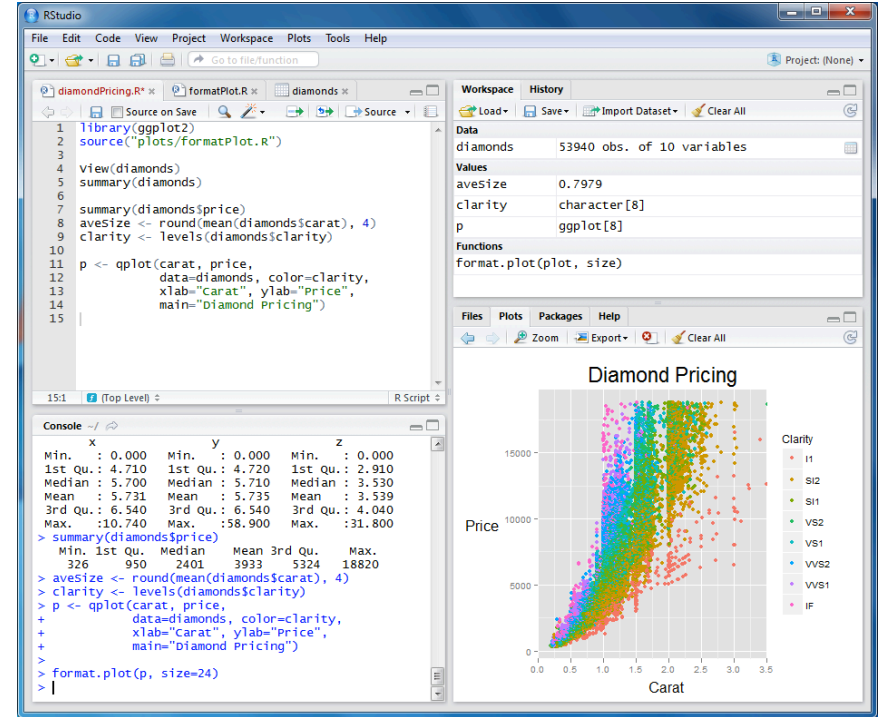 RStudio
File Edit Code View Project Workspace Plots Tools Help
Go to file/function
Project: (None)
diamondPricing.R*
formatPlot.R
diamonds
Source on Save
Source
1 library(ggplot2)
2 source("plots/formatPlot.R")
3
4 View(diamonds)
5 summary(diamonds)
6
7 summary(diamonds$price)
8 aveSize <- round(mean(diamonds$carat), 4)
9 clarity <- levels(diamonds$clarity)
10
11 p <- qplot(carat, price,
12 data=diamonds, color=clarity,
13 xlab="Carat", ylab="Price",
14 main="Diamond Pricing")
15
15:1 (Top Level) R Script
Console ~/
x y z
Min. : 0.000 Min. : 0.000 Min. : 0.000
1st Qu.: 4.710 1st Qu.: 4.720 1st Qu.: 2.910
Median : 5.700 Median : 5.710 Median : 3.530
Mean : 5.731 Mean : 5.735 Mean : 3.539
3rd Qu.: 6.540 3rd Qu.: 6.540 3rd Qu.: 4.040
Max. :10.740 Max. :58.900 Max. :31.800
> summary(diamonds$price)
Min. 1st Qu. Median Mean 3rd Qu. Max.
326 950 2401 3933 5324 18820
> aveSize <- round(mean(diamonds$carat), 4)
> clarity <- levels(diamonds$clarity)
> p <- qplot(carat, price,
+ data=diamonds, color=clarity,
+ xlab="Carat", ylab="Price",
+ main="Diamond Pricing")
>
> format.plot(p, size=24)
>
Workspace History
Load Save Import Dataset Clear All
Data
diamonds 53940 obs. of 10 variables
Values
aveSize 0.7979
clarity character[8]
p ggplot[8]
Functions
format.plot(plot, size)
Files Plots Packages Help
Zoom Export Clear All
Diamond Pricing
Price
15000
10000
5000
0
0.0 0.5 1.0 1.5 2.0 2.5 3.0 3.5
Carat
Clarity
I1
SI2
SI1
VS2
VS1
VVS2
VVS1
IF